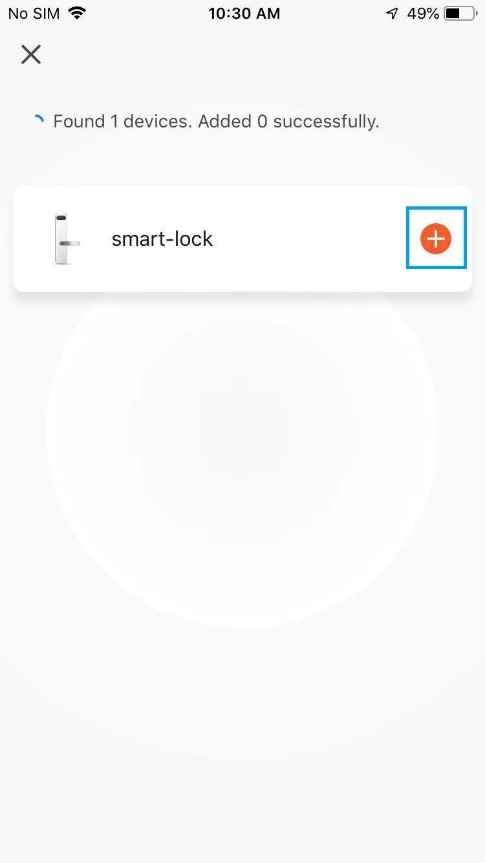 No SIM 10:30 AM 49%
Found 1 devices. Added 0 successfully.
smart-lock